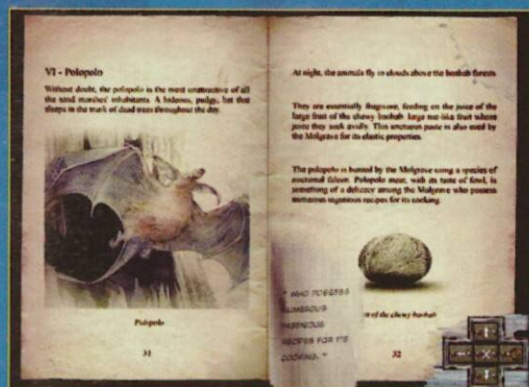 VI - Polopolo
Without doubt, the polopolo is the most unattractive of all
the sand marshes' inhabitants. A hideous, pudgy, bat that
sleeps in the trunk of dead trees throughout the day.
Polopolo
31
At night, the animals fly in clouds above the baobab forests
They are essentially frugivore, feeding on the juice of the
large fruit of the chewy baobab large nut-like fruit whose
juice they suck avidly. This unctuous paste is also used by
the Molgrave for its elastic properties.
The polopolo is hunted by the Molgrave using a species of
nocturnal falcon. Polopolo meat, with its taste of fowl, is
something of a delicacy among the Molgrave who possess
numerous ingenious recipes for its cooking.
" WHO POSSESS
NUMEROUS
INGENIOUS
RECIPES FOR ITS
COOKING. "
of the chewy baobab
32